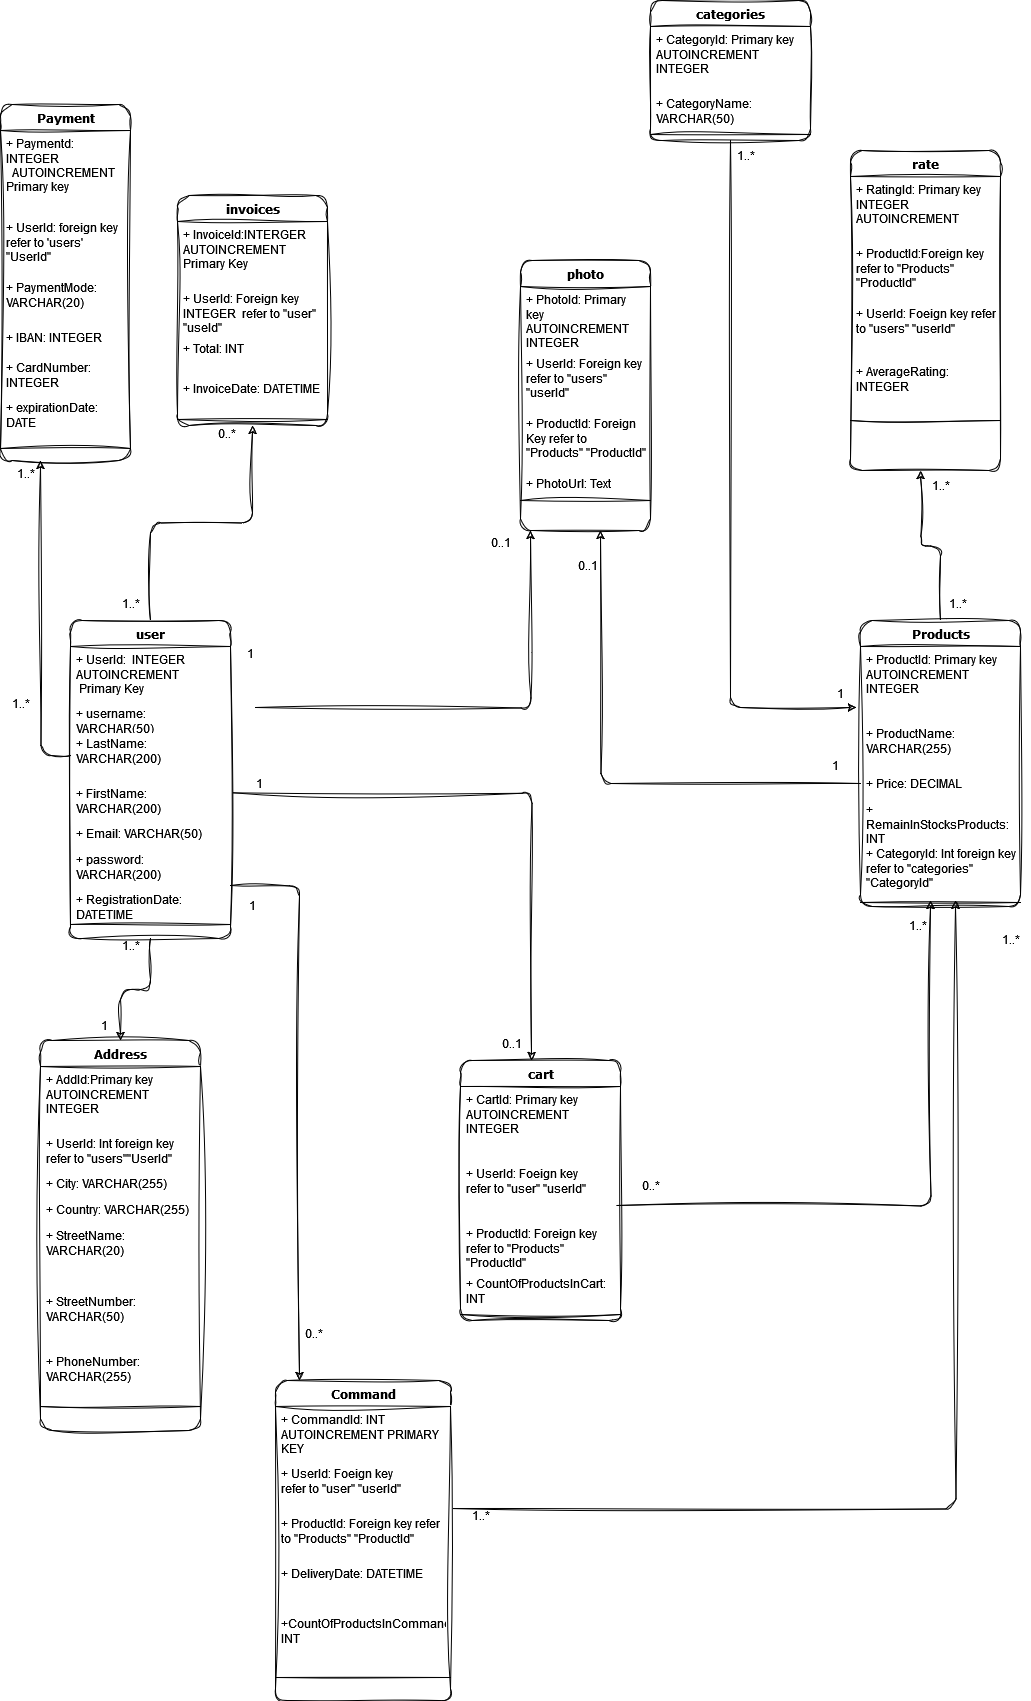 categories
+ CategoryId: Primary key
AUTOINCREMENT
INTEGER
+ CategoryName:
VARCHAR(50)
1..*
Payment
+ Paymentd:
INTEGER
AUTOINCREMENT
Primary key
+ UserId: foreign key
refer to 'users'
"UserId"
+ PaymentMode:
VARCHAR(20)
+ IBAN: INTEGER
+ CardNumber:
INTEGER
+ expirationDate:
DATE
1..*
invoices
+ InvoiceId:INTERGER
AUTOINCREMENT
Primary Key
+ UserId: Foreign key
INTEGER refer to "user"
"useId"
+ Total: INT
+ InvoiceDate: DATETIME
0..*
photo
+ PhotoId: Primary
key
AUTOINCREMENT
INTEGER
+ UserId: Foreign key
refer to "users"
"userId"
+ ProductId: Foreign
Key refer to
"Products" "ProductId"
+ PhotoUrl: Text
0..1
0..1
rate
+ RatingId: Primary key
INTEGER
AUTOINCREMENT
+ ProductId:Foreign key
refer to "Products"
"ProductId"
+ UserId: Foeign key refer
to "users" "userId"
+ AverageRating:
INTEGER
1..*
1..*
1..*
1..*
user
+ UserId: INTEGER
AUTOINCREMENT
Primary Key
+ username:
VARCHAR(50)
+ LastName:
VARCHAR(200)
+ FirstName:
VARCHAR(200)
+ Email: VARCHAR(50)
+ password:
VARCHAR(200)
+ RegistrationDate:
DATETIME
1
1
1
1..*
Products
+ ProductId: Primary key
AUTOINCREMENT
INTEGER
+ ProductName:
VARCHAR(255)
+ Price: DECIMAL
+
RemainInStocksProducts:
INT
+ CategoryId: Int foreign key
refer to "categories"
"CategoryId"
1
1
1..*
1..*
1
Address
+ AddId:Primary key
AUTOINCREMENT
INTEGER
+ UserId: Int foreign key
refer to "users""UserId"
+ City: VARCHAR(255)
+ Country: VARCHAR(255)
+ StreetName:
VARCHAR(20)
+ StreetNumber:
VARCHAR(50)
+ PhoneNumber:
VARCHAR(255)
0..1
cart
+ CartId: Primary key
AUTOINCREMENT
INTEGER
+ UserId: Foeign key
refer to "user" "userId"
+ ProductId: Foreign key
refer to "Products"
"ProductId"
+ CountOfProductsInCart:
INT
0..*
0..*
Command
+ CommandId: INT
AUTOINCREMENT PRIMARY
KEY
+ UserId: Foeign key
refer to "user" "userId"
+ ProductId: Foreign key refer
to "Products" "ProductId"
+ DeliveryDate: DATETIME
+CountOfProductsInComman
INT
1..*